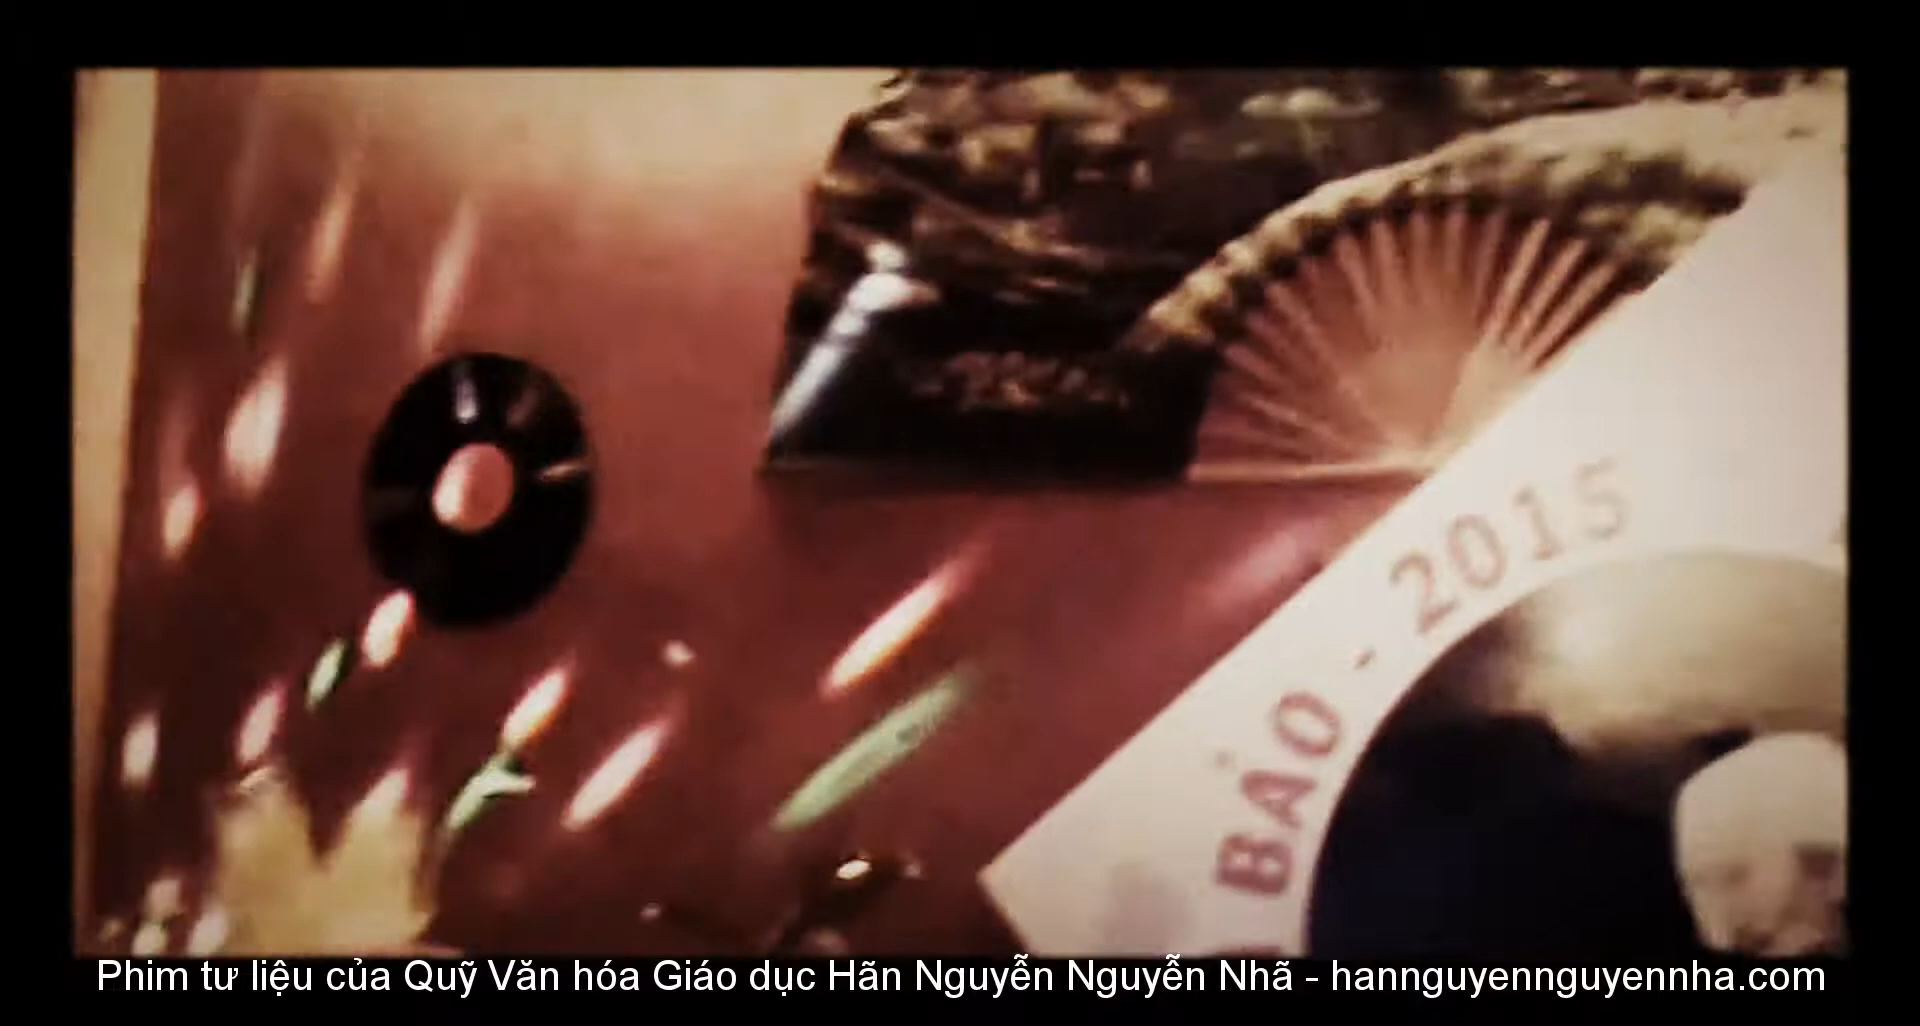 BẢO - 2015
Phim tư liệu của Quỹ Văn hóa Giáo dục Hãn Nguyễn Nguyễn Nhã - hannguyennguyennha.com